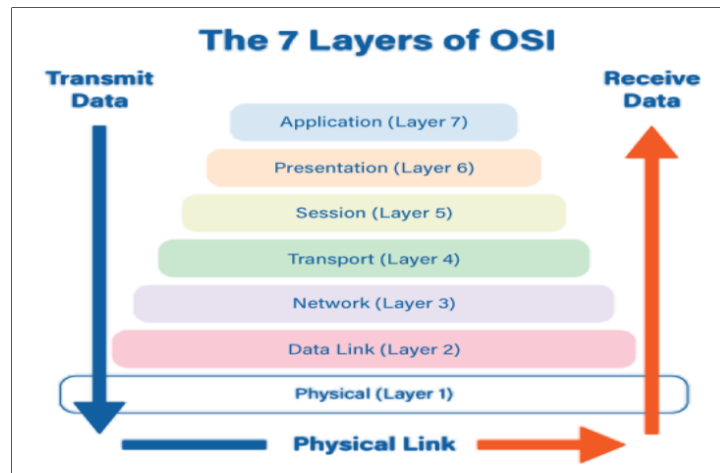 The 7 Layers of OSI
Transmit
Data
Receive
Data
Application (Layer 7)
Presentation (Layer 6)
Session (Layer 5)
Transport (Layer 4)
Network (Layer 3)
Data Link (Layer 2)
Physical (Layer 1)
Physical Link